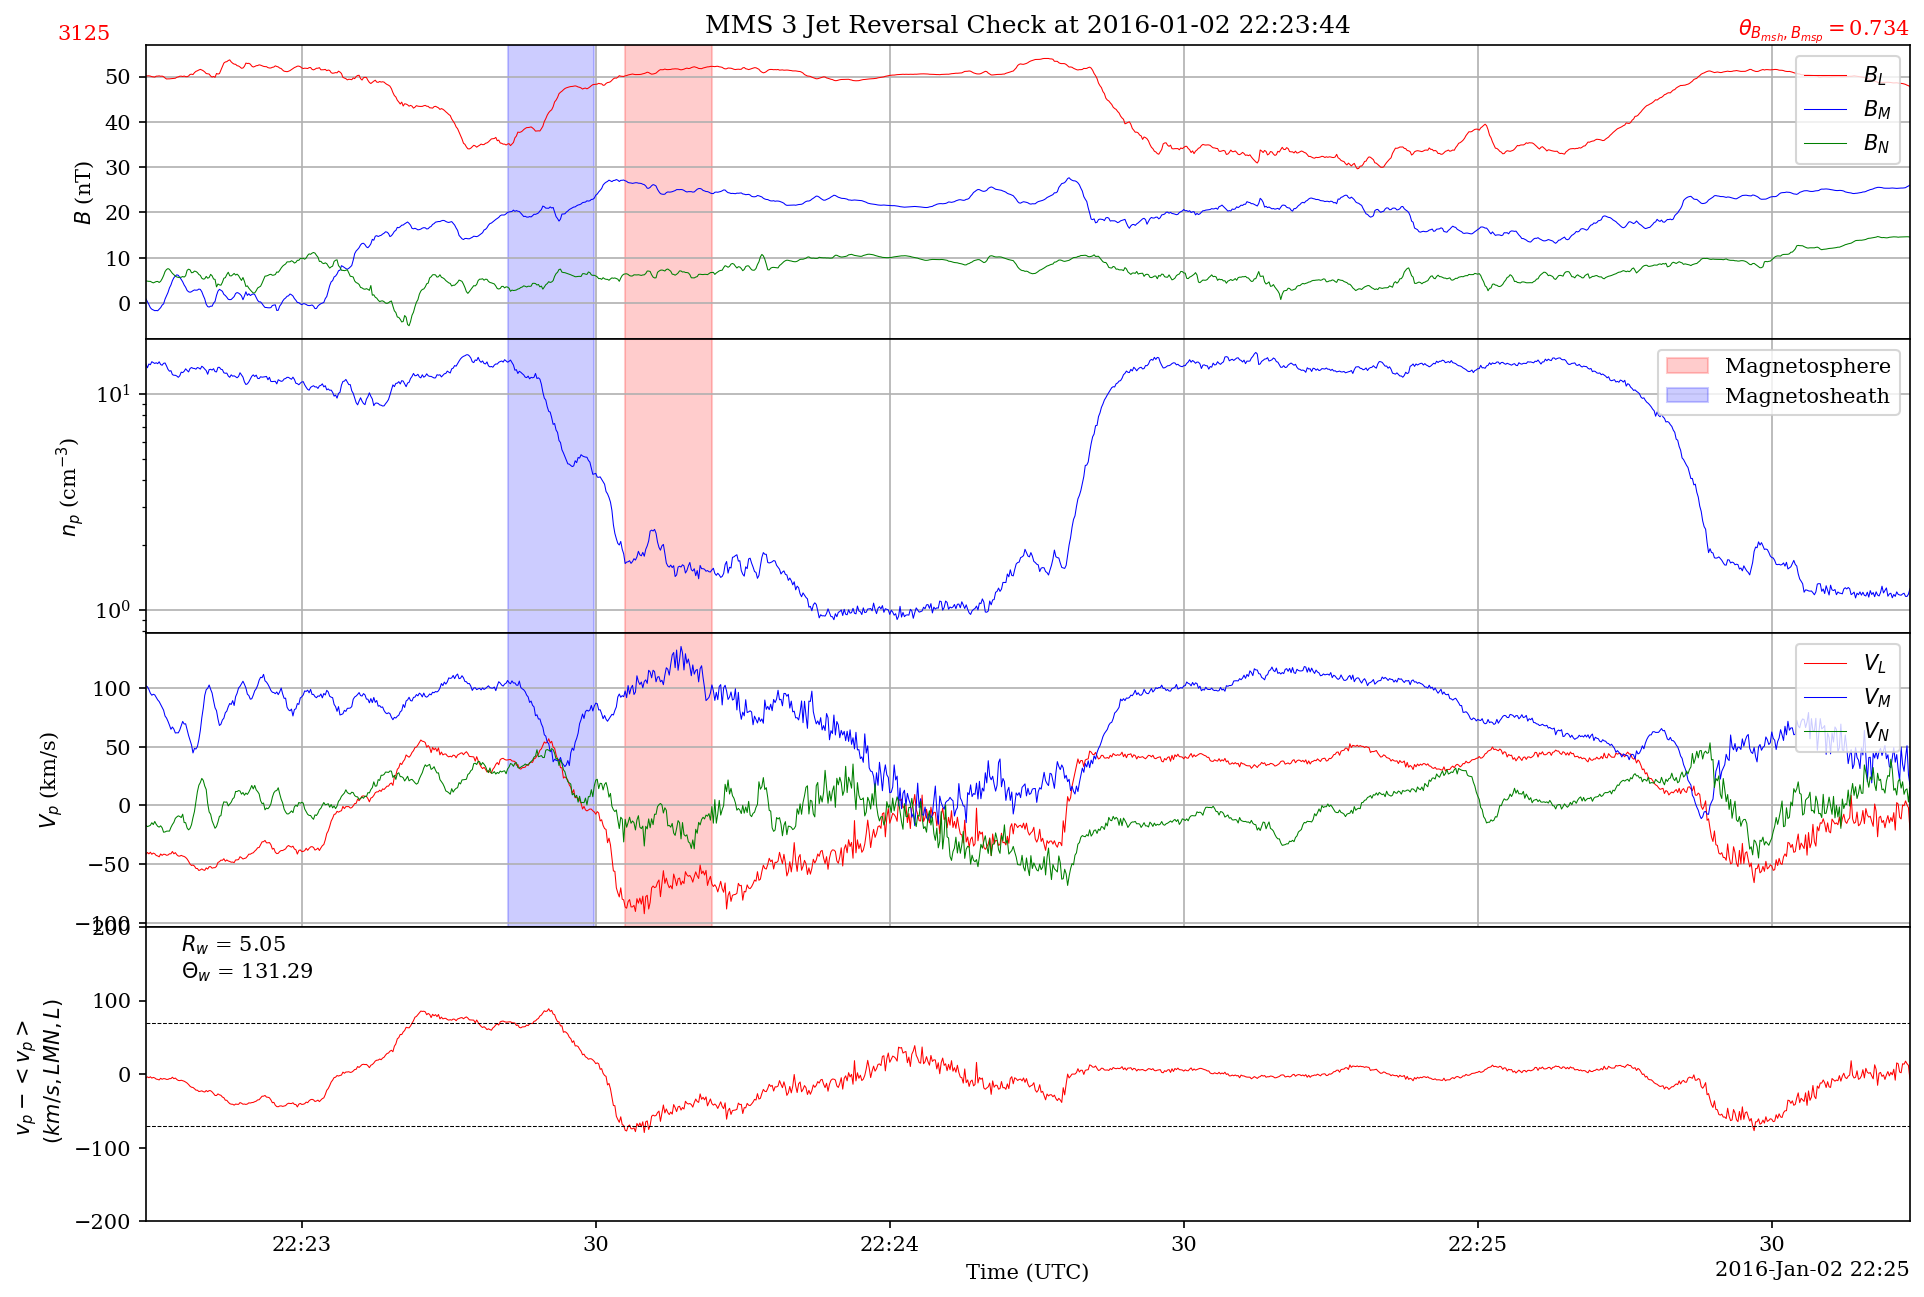 3125
MMS 3 Jet Reversal Check at 2016-01-02 22:23:44
θ_{B_{msh}, B_{msp}} = 0.734
50
40
30
20
10
0
B (nT)
B_L
B_M
B_N
10^1
10^0
n_p (cm^{-3})
Magnetosphere
Magnetosheath
100
50
0
−50
−100
V_p (km/s)
V_L
V_M
V_N
200
100
0
−100
−200
v_p − < v_p >
(km/s, LMN, L)
R_w = 5.05
Θ_w = 131.29
22:23
30
22:24
30
22:25
30
Time (UTC)
2016-Jan-02 22:25